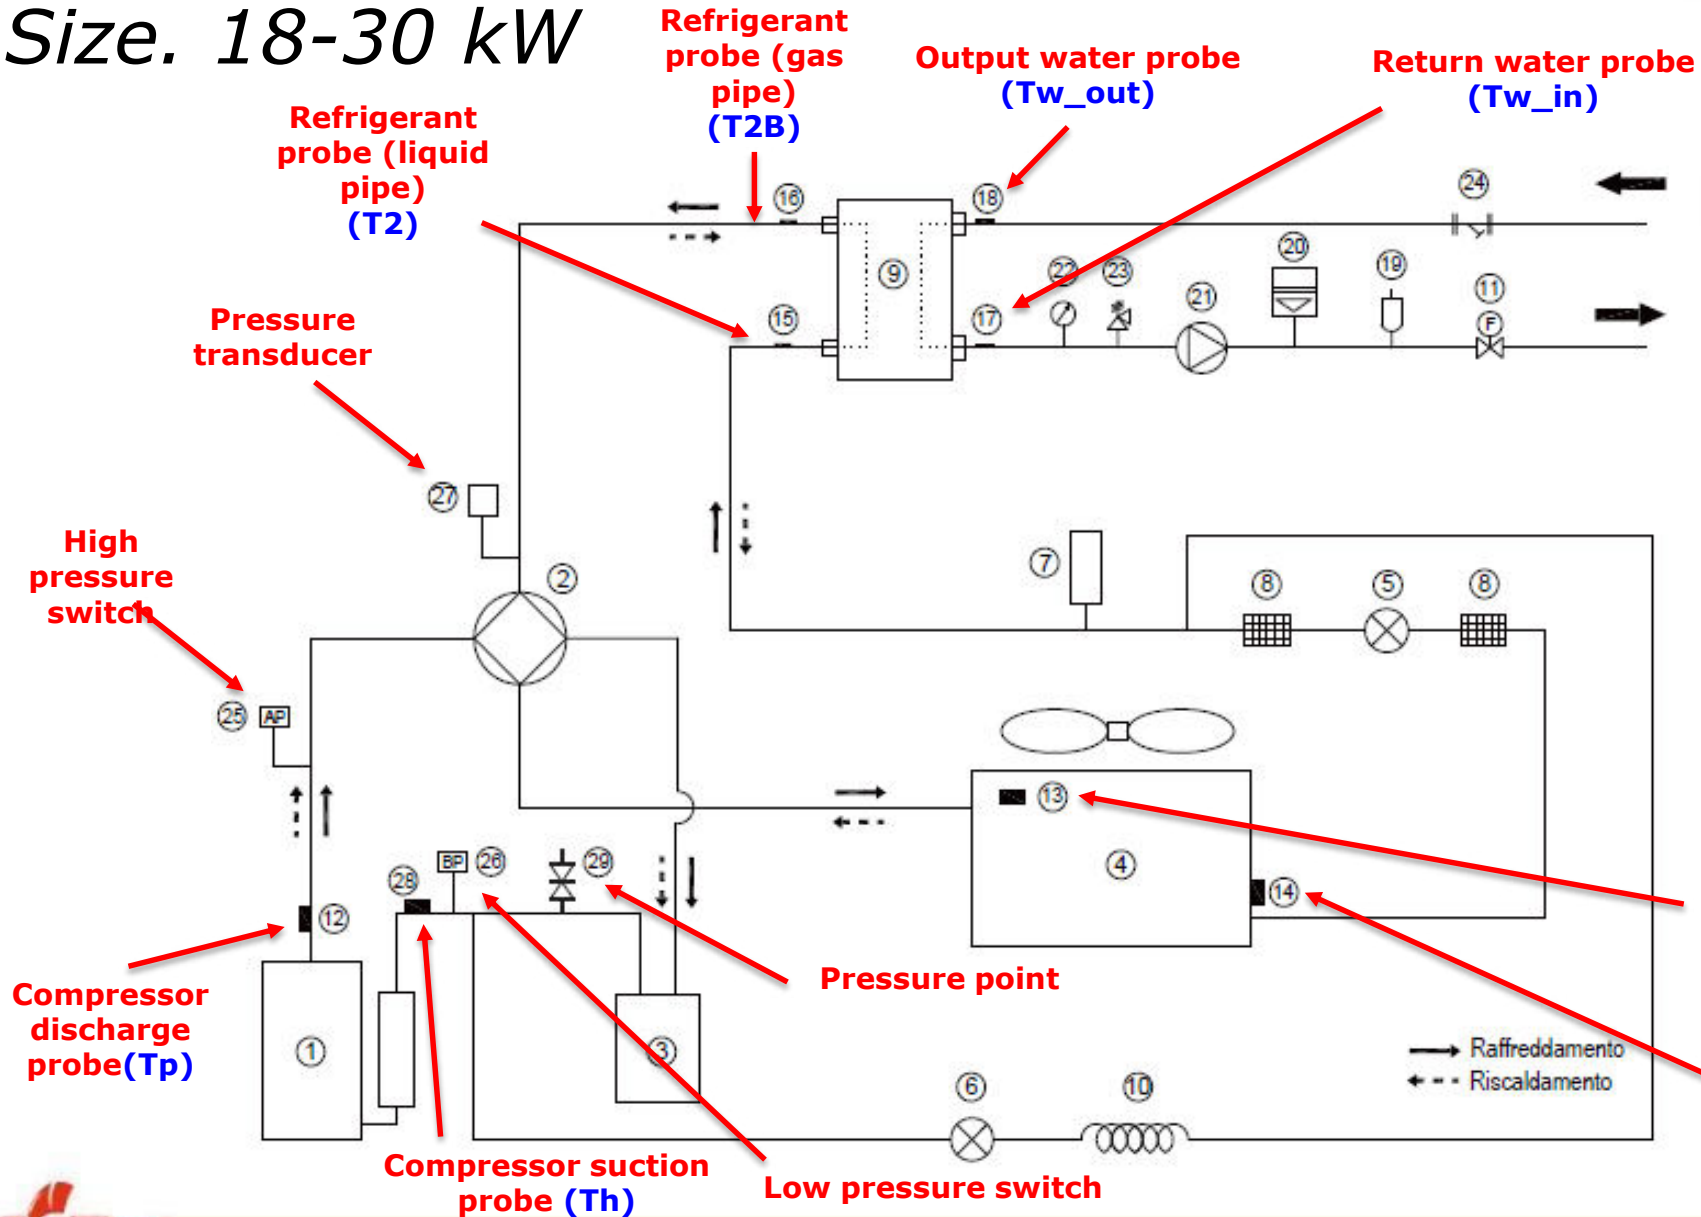 Size. 18-30 kW
Refrigerant
probe (gas
pipe)
(T2B)
Output water probe
(Tw_out)
Return water probe
(Tw_in)
Refrigerant
probe (liquid
pipe)
(T2)
16
18
24
9
22
23
20
19
11
15
17
21
F
Pressure
transducer
27
High
pressure
switch
2
7
8
5
8
25
AP
13
4
14
28
BP
26
29
12
Compressor
discharge
probe(Tp)
Pressure point
1
3
Raffreddamento
Riscaldamento
6
10
Compressor suction
probe (Th)
Low pressure switch